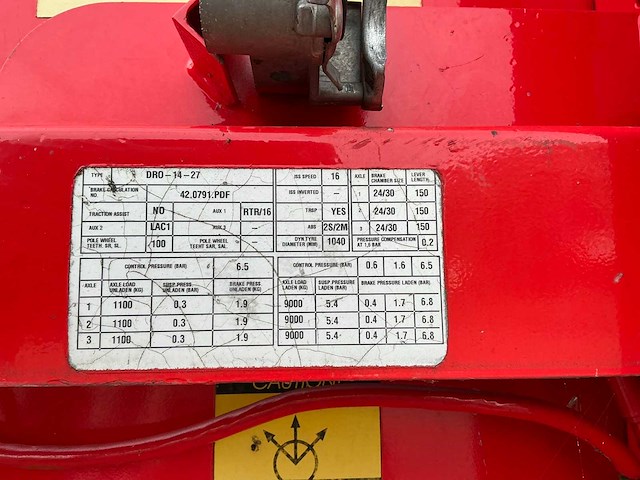 TYPE DRO-14-27 ISS SPEED 16 AXLE BRAKE CHAMBER SIZE LEVER LENGTH
BRAKE CALCULATION NO. 42.0791.PDF ISS INVERTED – 1 24/30 150
TRACTION ASSIST NO AUX 1 RTR/16 TRSP YES 2 24/30 150
AUX 2 LAC1 AUX 3 – ABS 2S/2M 3 24/30 150
POLE WHEEL TEETH SR, SL 100 POLE WHEEL TEETH SAR, SAL – DYN TYRE DIAMETER (MM) 1040 PRESSURE COMPENSATION AT 1,6 BAR 0.2
CONTROL PRESSURE (BAR) 6.5 CONTROL PRESSURE (BAR) 0.6 1.6 6.5
AXLE AXLE LOAD UNLADEN (KG) SUSP PRESS UNLADEN (BAR) BRAKE PRESS UNLADEN (BAR) AXLE LOAD LADEN (KG) SUSP PRESSURE LADEN (BAR) BRAKE PRESSURE LADEN (BAR)
1 1100 0.3 1.9 9000 5.4 0.4 1.7 6.8
2 1100 0.3 1.9 9000 5.4 0.4 1.7 6.8
3 1100 0.3 1.9 9000 5.4 0.4 1.7 6.8
CAUTION!